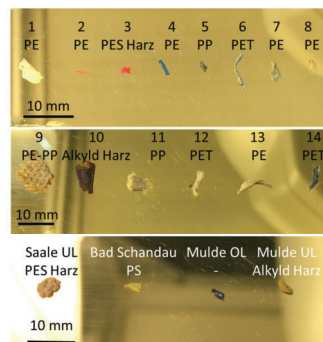 1 2 3 4 5 6 7 8
PE PE PES Harz PE PP PET PE PE
10 mm
9 10 11 12 13 14
PE-PP Alkyld Harz PP PET PE PET
10 mm
Saale UL Bad Schandau Mulde OL Mulde UL
PES Harz PS - Alkyld Harz
10 mm